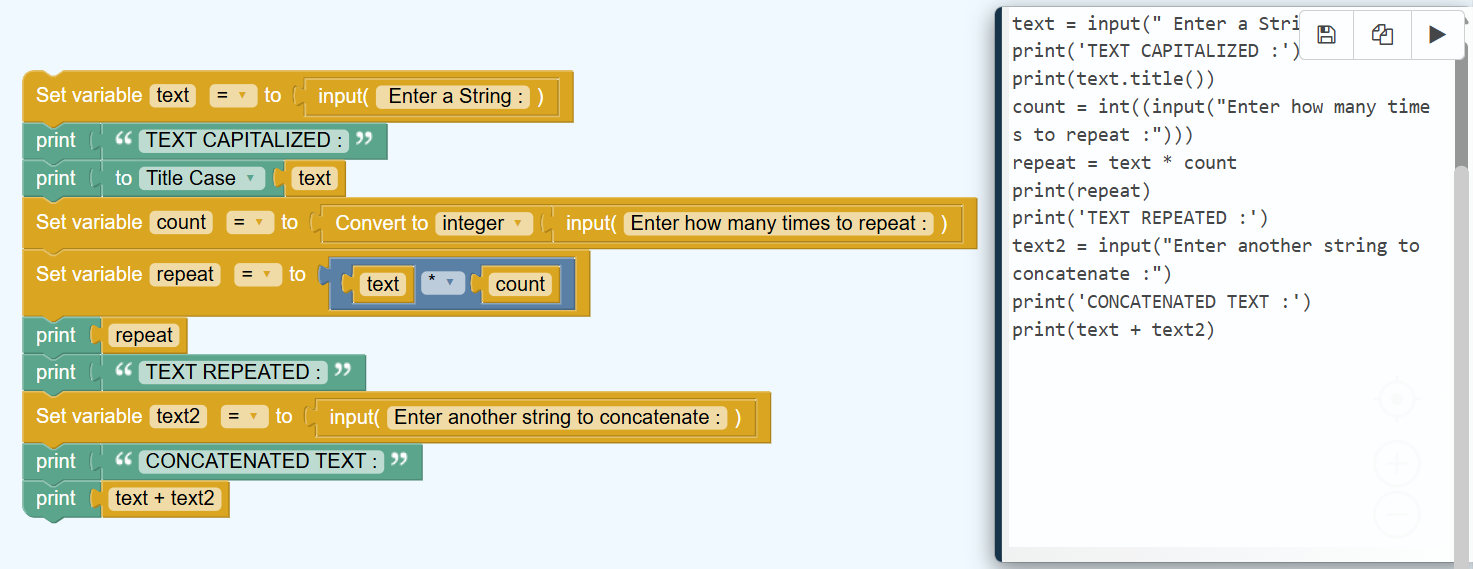 Set variable text = to input( Enter a String : )
print “ TEXT CAPITALIZED : ”
print to Title Case text
Set variable count = to Convert to integer input( Enter how many times to repeat : )
Set variable repeat = to text * count
print repeat
print “ TEXT REPEATED : ”
Set variable text2 = to input( Enter another string to concatenate : )
print “ CONCATENATED TEXT : ”
print text + text2
text = input(" Enter a Stri
print('TEXT CAPITALIZED :')
print(text.title())
count = int((input("Enter how many time
s to repeat :")))
repeat = text * count
print(repeat)
print('TEXT REPEATED :')
text2 = input("Enter another string to
concatenate :")
print('CONCATENATED TEXT :')
print(text + text2)